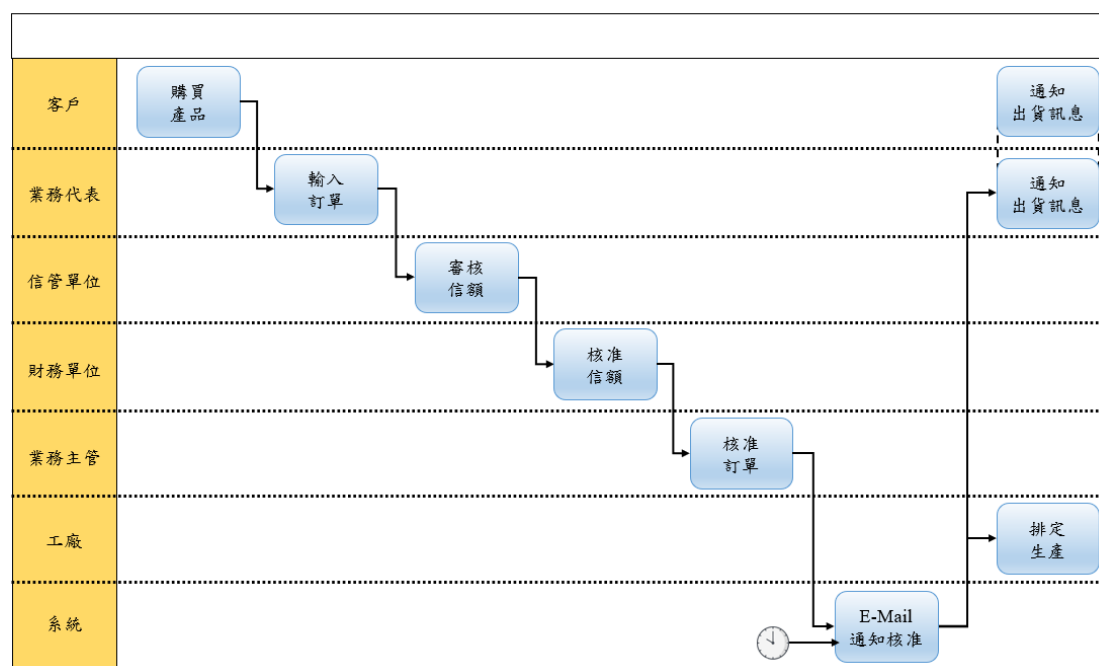 客戶
購買
產品
通知
出貨訊息
業務代表
輸入
訂單
通知
出貨訊息
信管單位
審核
信額
財務單位
核准
信額
業務主管
核准
訂單
工廠
排定
生產
系統
E-Mail
通知核准